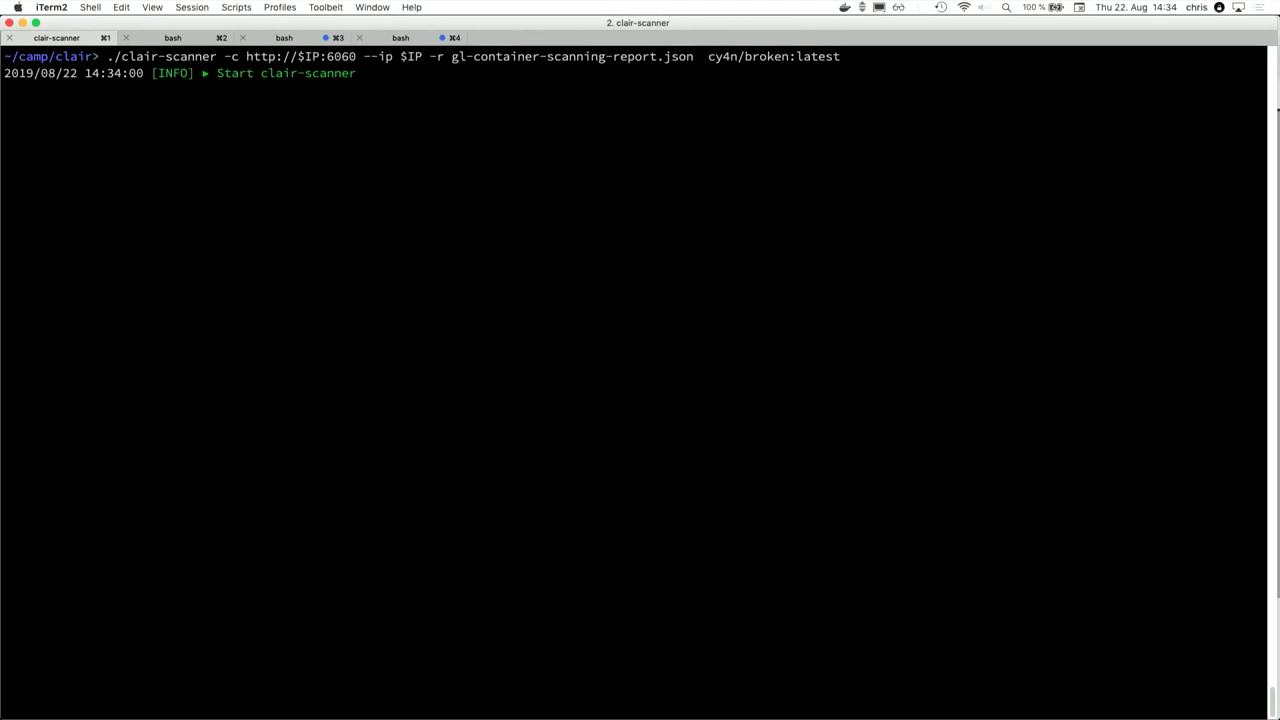 iTerm2 Shell Edit View Session Scripts Profiles Toolbelt Window Help 100 % Thu 22. Aug 14:34 chris
2. clair-scanner
clair-scanner ⌘1 bash ⌘2 bash ⌘3 bash ⌘4
~/camp/clair> ./clair-scanner -c http://$IP:6060 --ip $IP -r gl-container-scanning-report.json  cy4n/broken:latest
2019/08/22 14:34:00 [INFO] ▶ Start clair-scanner